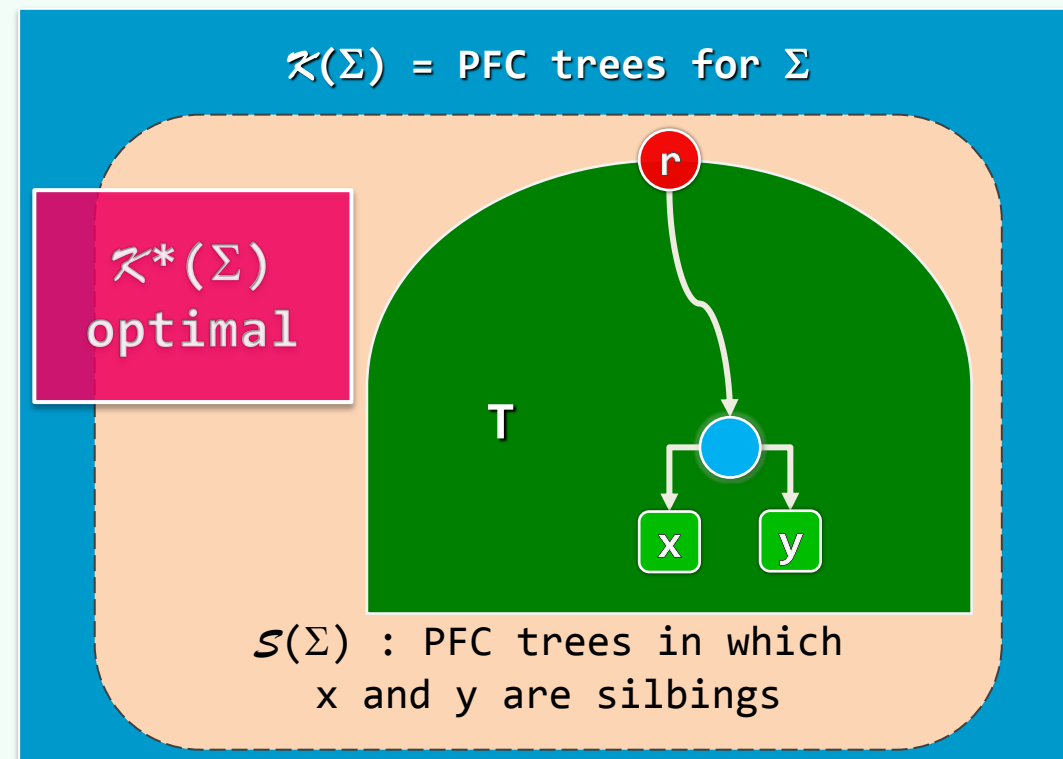 𝒦(Σ) = PFC trees for Σ
r
𝒦*(Σ)
optimal
T
x y
𝒮(Σ) : PFC trees in which
x and y are silbings